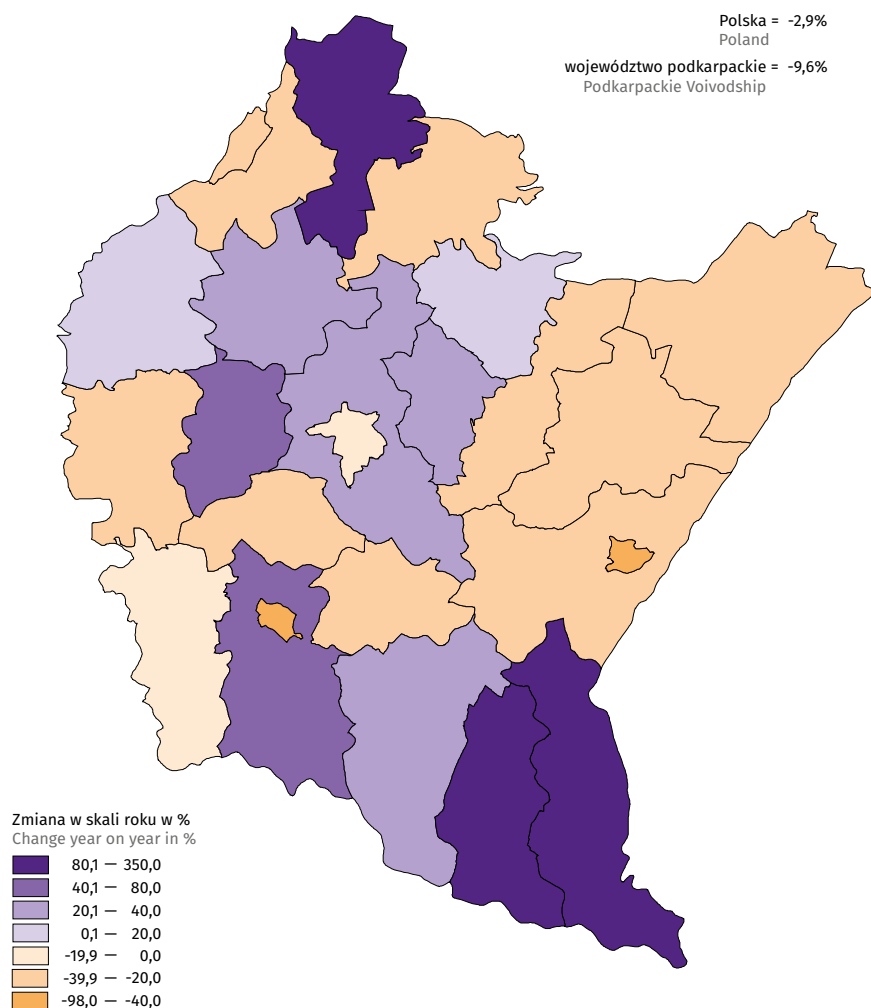 Polska = -2,9%
Poland
województwo podkarpackie = -9,6%
Podkarpackie Voivodship
Zmiana w skali roku w %
Change year on year in %
80,1 — 350,0
40,1 — 80,0
20,1 — 40,0
0,1 — 20,0
-19,9 — 0,0
-39,9 — -20,0
-98,0 — -40,0